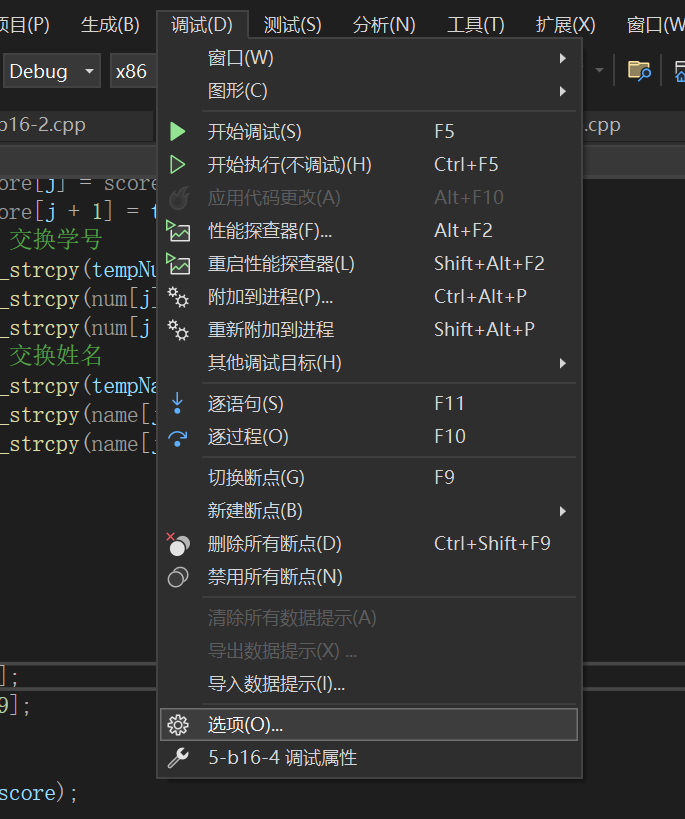 项目(P) 生成(B) 调试(D) 测试(S) 分析(N) 工具(T) 扩展(X) 窗口(W
Debug x86
b16-2.cpp .cpp
窗口(W)
图形(C)
开始调试(S) F5
开始执行(不调试)(H) Ctrl+F5
应用代码更改(A) Alt+F10
性能探查器(F)... Alt+F2
重启性能探查器(L) Shift+Alt+F2
附加到进程(P)... Ctrl+Alt+P
重新附加到进程 Shift+Alt+P
其他调试目标(H)
逐语句(S) F11
逐过程(O) F10
切换断点(G) F9
新建断点(B)
删除所有断点(D) Ctrl+Shift+F9
禁用所有断点(N)
清除所有数据提示(A)
导出数据提示(X) ...
导入数据提示(I)...
选项(O)...
5-b16-4 调试属性
ore[j] = score
ore[j + 1] = t
交换学号
_strcpy(tempNu
_strcpy(num[j]
_strcpy(num[j
交换姓名
_strcpy(tempNa
_strcpy(name[j
_strcpy(name[j
];
9];
score);